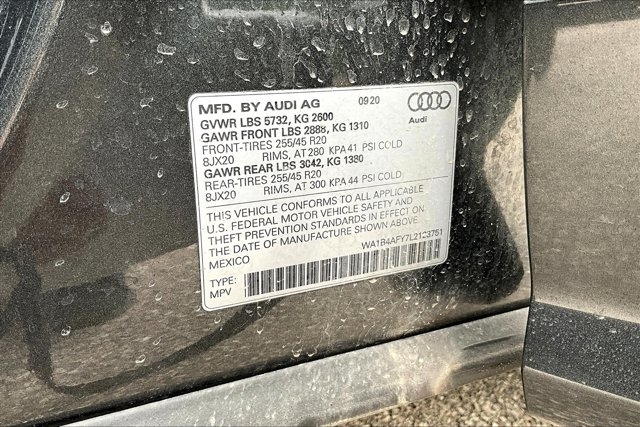 MFD. BY AUDI AG 09 20
GVWR LBS 5732, KG 2600
GAWR FRONT LBS 2888, KG 1310
FRONT-TIRES 255/45 R20
8JX20 RIMS, AT 280 KPA 41 PSI COLD
GAWR REAR LBS 3042, KG 1380
REAR-TIRES 255/45 R20
8JX20 RIMS, AT 300 KPA 44 PSI COLD
Audi
THIS VEHICLE CONFORMS TO ALL APPLICABLE
U.S. FEDERAL MOTOR VEHICLE SAFETY AND
THEFT PREVENTION STANDARDS IN EFFECT ON
THE DATE OF MANUFACTURE SHOWN ABOVE.
MEXICO
TYPE:
MPV